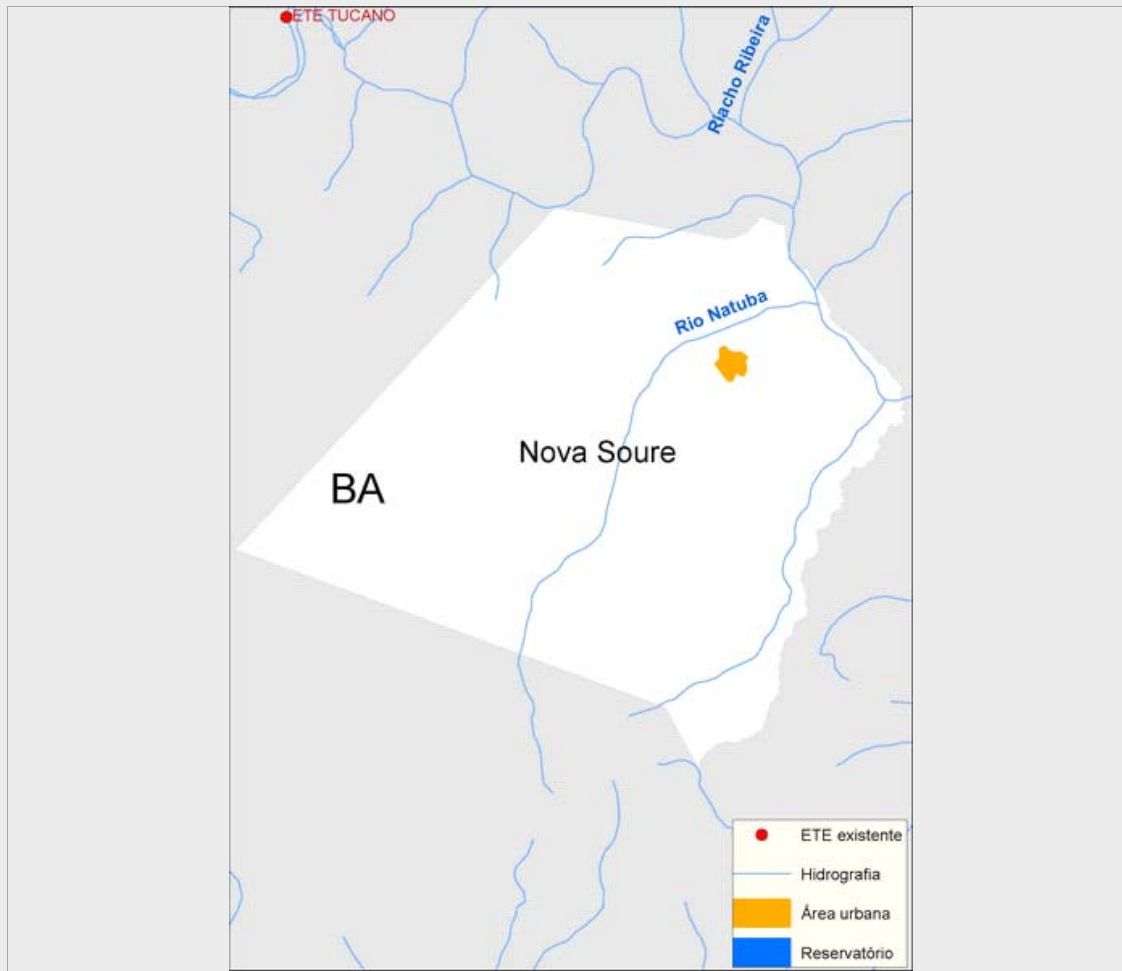 ETE TUCANO
Riacho Ribeira
Rio Natuba
Nova Soure
BA
ETE existente
Hidrografia
Área urbana
Reservatório